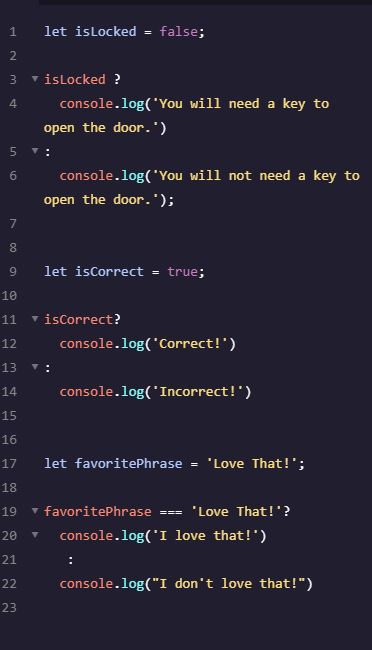 1 let isLocked = false;
2
3 isLocked ?
4 console.log('You will need a key to
open the door.')
5 :
6 console.log('You will not need a key to
open the door.');
7
8
9 let isCorrect = true;
10
11 isCorrect?
12 console.log('Correct!')
13 :
14 console.log('Incorrect!')
15
16
17 let favoritePhrase = 'Love That!';
18
19 favoritePhrase === 'Love That!'?
20 console.log('I love that!')
21 :
22 console.log("I don't love that!")
23